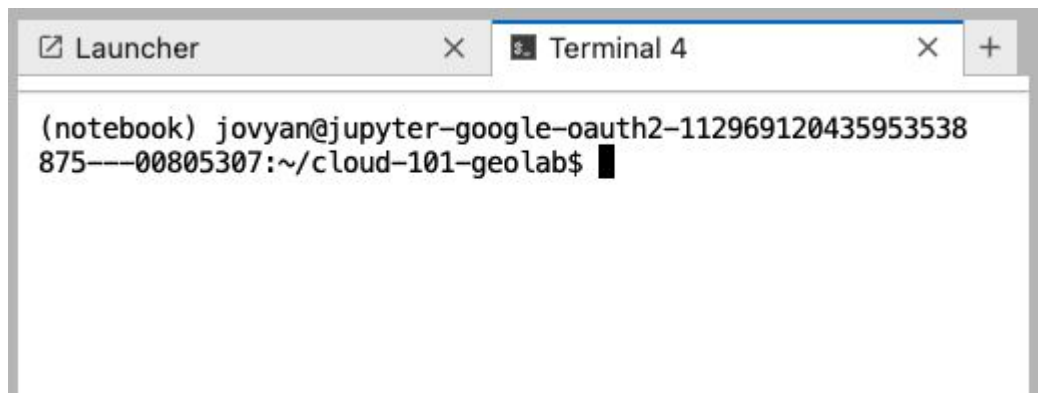 Launcher
$_ Terminal 4
(notebook) jovyan@jupyter-google-oauth2-112969120435953538
875---00805307:~/cloud-101-geolab$